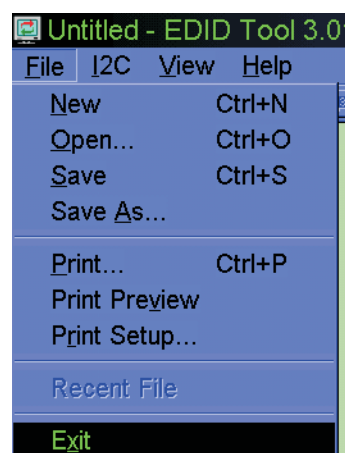 Untitled - EDID Tool 3.0
File I2C View Help
New Ctrl+N
Open... Ctrl+O
Save Ctrl+S
Save As...
Print... Ctrl+P
Print Preview
Print Setup...
Recent File
Exit